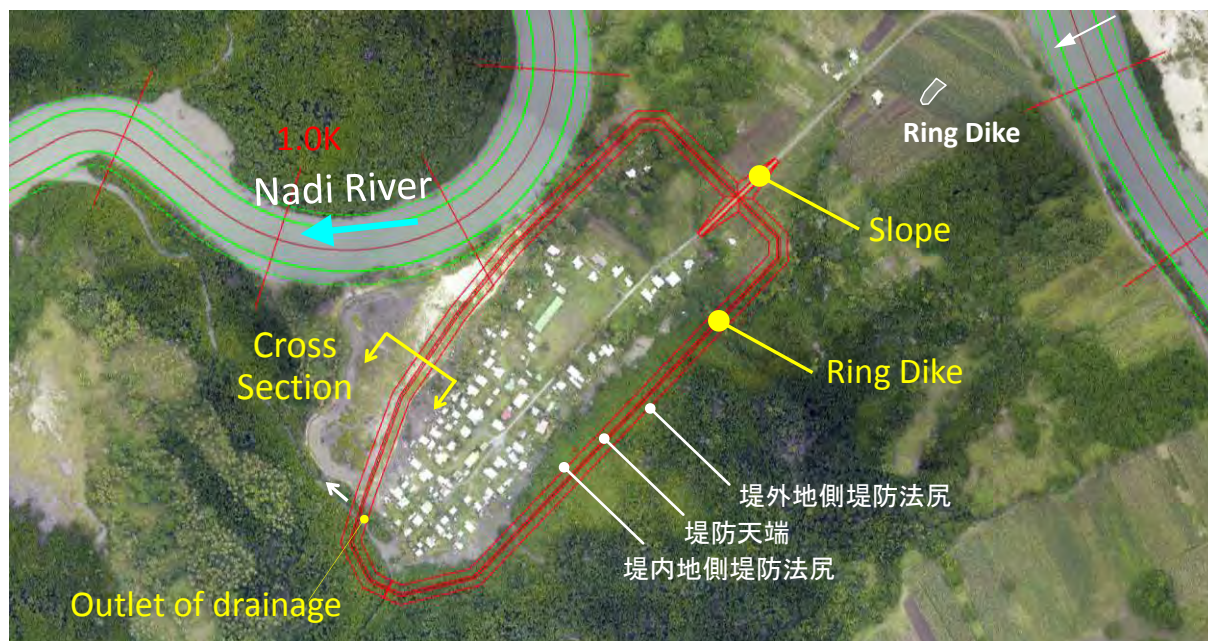 1.0K
Nadi River
Ring Dike
Slope
Cross
Section
Ring Dike
堤外地側堤防法尻
堤防天端
堤内地側堤防法尻
Outlet of drainage